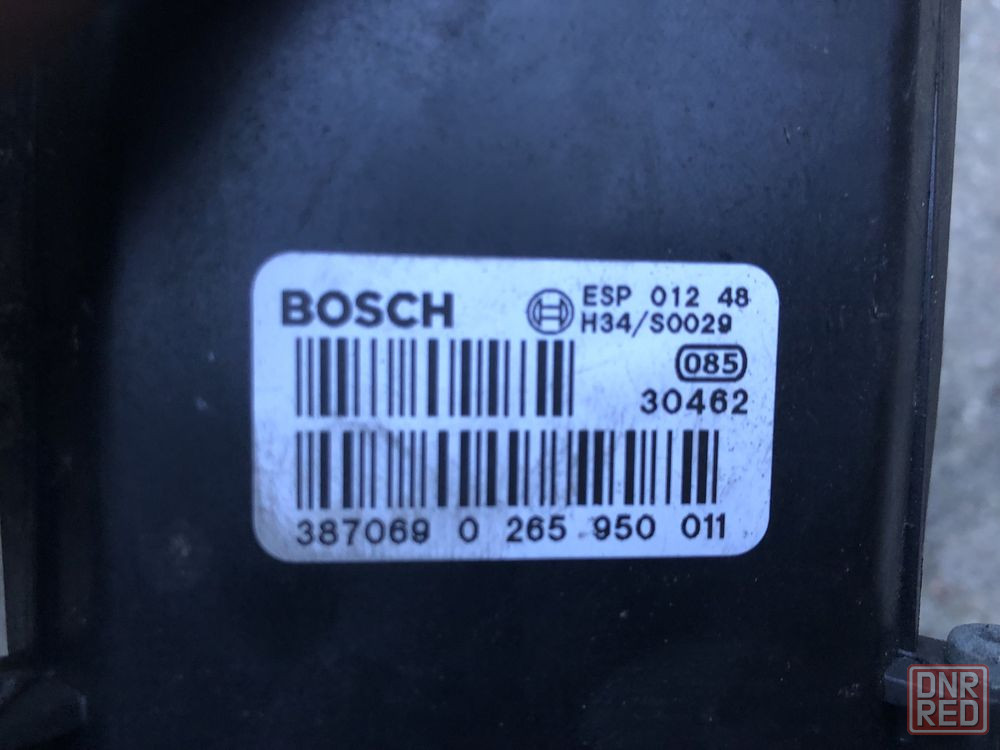 BOSCH
ESP 012 48
H34/S0029
085
30462
387069 0 265 950 011
DNR
RED